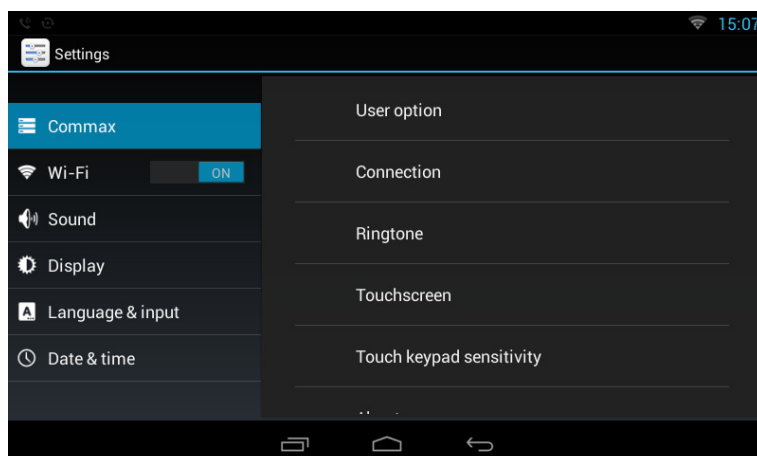 15:07
Settings
Commax
Wi-Fi
ON
Sound
Display
Language & input
Date & time
User option
Connection
Ringtone
Touchscreen
Touch keypad sensitivity